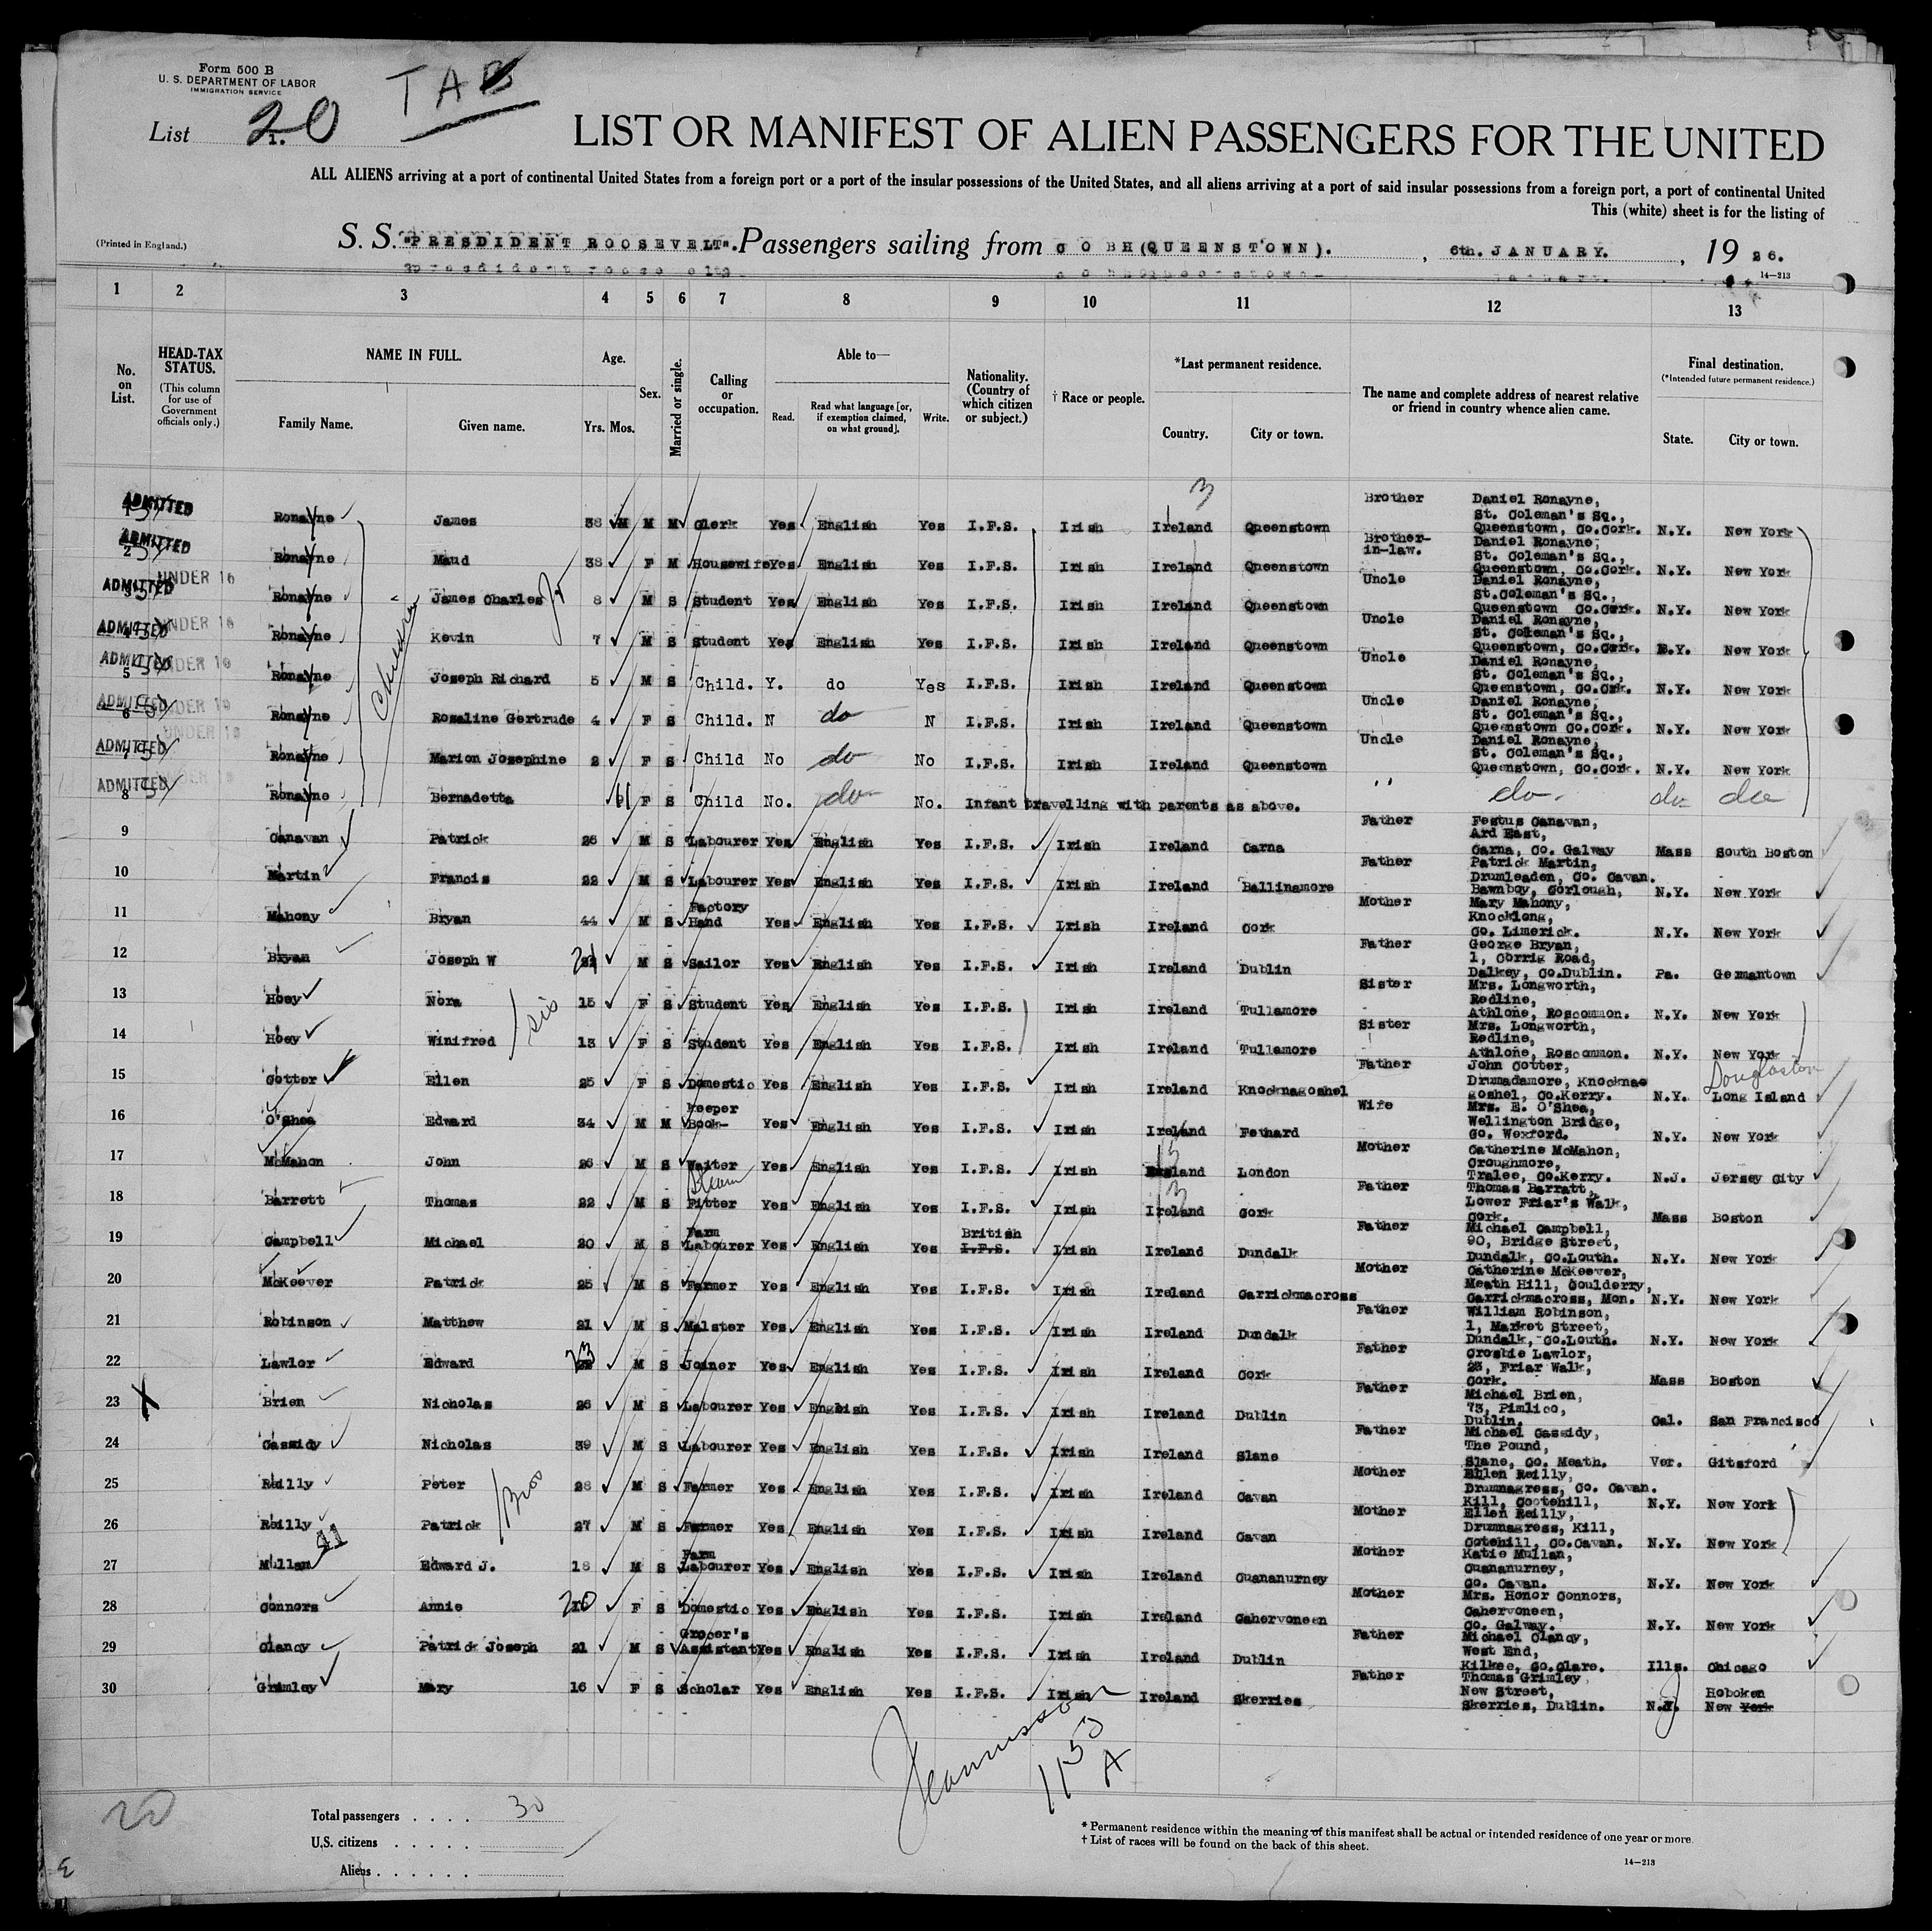 Form 500 B
U. S. DEPARTMENT OF LABOR
IMMIGRATION SERVICE
TAB
List 20
LIST OR MANIFEST OF ALIEN PASSENGERS FOR THE UNITED
ALL ALIENS arriving at a port of continental United States from a foreign port or a port of the insular possessions of the United States, and all aliens arriving at a port of said insular possessions from a foreign port, a port of continental United
This (white) sheet is for the listing of
(Printed in England.)
S. S. "PRESDIDENT ROOSEVELT". Passengers sailing from COBH(QUEENSTOWN). , 6th. JANUARY. , 19 26.
14—213
1 2 3 4 5 6 7 8 9 10 11 12 13
No. on List. HEAD-TAX STATUS. (This column for use of Government officials only.) NAME IN FULL. Family Name. Given name. Age. Yrs. Mos. Sex. Married or single. Calling or occupation. Able to— Read. Read what language [or, if exemption claimed, on what ground]. Write. Nationality. (Country of which citizen or subject.) † Race or people. *Last permanent residence. Country. City or town. The name and complete address of nearest relative or friend in country whence alien came. Final destination. (*Intended future permanent residence.) State. City or town.
ADMITTED Ronayne James 38 M M Clerk Yes English Yes I.F.S. Irish Ireland Queenstown Brother Daniel Ronayne, St. Coleman's Sq., Queenstown, Co.Cork. N.Y. New York
ADMITTED 2 Ronayne Maud 38 F M Housewife Yes English Yes I.F.S. Irish Ireland Queenstown Brother-in-law. Daniel Ronayne, St. Coleman's Sq., Queenstown, Co.Cork. N.Y. New York
ADMITTED UNDER 16 Ronayne James Charles 8 M S Student Yes English Yes I.F.S. Irish Ireland Queenstown Uncle Daniel Ronayne, St.Coleman's Sq., Queenstown Co.Cork. N.Y. New York
ADMITTED UNDER 16 Ronayne Kevin 7 M S Student Yes English Yes I.F.S. Irish Ireland Queenstown Uncle Daniel Ronayne, St. Coleman's Sq., Queenstown, Co.Cork. N.Y. New York
ADMITTED UNDER 16 5 Ronayne Joseph Richard 5 M S Child. Y. do Yes I.F.S. Irish Ireland Queenstown Uncle Daniel Ronayne, St. Coleman's Sq., Queenstown, Co.Cork. N.Y. New York
ADMITTED UNDER 16 6 Ronayne Rosaline Gertrude 4 F S Child. N do N I.F.S. Irish Ireland Queenstown Uncle Daniel Ronayne, St. Coleman's Sq., Queenstown Co.Cork. N.Y. New York
ADMITTED UNDER 16 7 Ronayne Marion Josephine 2 F S Child No do No I.F.S. Irish Ireland Queenstown Uncle Daniel Ronayne, St. Coleman's Sq., Queenstown, Co.Cork. N.Y. New York
ADMITTED UNDER 16 8 Ronayne Bernadetta F S Child No. do No. Infant travelling with parents as above. " do. do do
9 Canavan Patrick 26 M S Labourer Yes English Yes I.F.S. Irish Ireland Carna Father Festus Canavan, Ard East, Carna, Co. Galway Mass South Boston
10 Martin Francis 22 M S Labourer Yes English Yes I.F.S. Irish Ireland Ballinamore Father Patrick Martin, Drumleaden, Co. Cavan. Bawnboy, Corlough, N.Y. New York
11 Mahony Bryan 44 M S Factory Hand Yes English Yes I.F.S. Irish Ireland Cork Mother Mary Mahony, Knocklong, Co. Limerick. N.Y. New York
12 Bryan Joseph W M S Sailor Yes English Yes I.F.S. Irish Ireland Dublin Father George Bryan, 1, Corrig Road, Dalkey, Co.Dublin. Pa. Germantown
13 Hoey Nora sis 15 F S Student Yes English Yes I.F.S. Irish Ireland Tullamore Sister Mrs. Longworth, Redline, Athlone, Roscommon. N.Y. New York
14 Hoey Winifred 13 F S Student Yes English Yes I.F.S. Irish Ireland Tullamore Sister Mrs. Longworth, Redline, Athlone, Roscommon. N.Y. New York
15 Cotter Ellen 25 F S Domestic Yes English Yes I.F.S. Irish Ireland Knocknagoshel Father John Cotter, Drumadamore, Knocknagoshel, Co.Kerry. N.Y. Douglaston Long Island
16 O'Shea Edward 34 M M Keeper Book- Yes English Yes I.F.S. Irish Ireland Fethard Wife Mrs. E. O'Shea, Wellington Bridge, Co. Wexford. N.Y. New York
17 McMahon John 26 M S Waiter Yes English Yes I.F.S. Irish England London Mother Catherine McMahon, Croughmore, Tralee, Co.Kerry. N.J. Jersey City
18 Barrett Thomas 22 M S Steam Fitter Yes English Yes I.F.S. Irish Ireland Cork Father Thomas Barratt, Lower Friar's Walk, Cork. Mass Boston
19 Campbell Michael 20 M S Farm Labourer Yes English Yes British I.F.S. Irish Ireland Dundalk Father Michael Campbell, 90, Bridge Street, Dundalk, Co.Louth. N.Y. New York
20 McKeever Patrick 25 M S Farmer Yes English Yes I.F.S. Irish Ireland Carrickmacross Mother Catherine McKeever, Meath Hill, Coulderry, Carrickmacross, Mon. N.Y. New York
21 Robinson Matthew 21 M S Malster Yes English Yes I.F.S. Irish Ireland Dundalk Father William Robinson, 1, Market Street, Dundalk, Co.Louth. N.Y. New York
22 Lawlor Edward 23 M S Joiner Yes English Yes I.F.S. Irish Ireland Cork Father Crosbie Lawlor, 23, Friar Walk, Cork. Mass Boston
23 Brien Nicholas 26 M S Labourer Yes English Yes I.F.S. Irish Ireland Dublin Father Michael Brien, 73, Pimlico, Dublin. Cal. San Francisco
24 Cassidy Nicholas 39 M S Labourer Yes English Yes I.F.S. Irish Ireland Slane Father Michael Cassidy, The Pound, Slane, Co. Meath. Ver. Gitsford
25 Reilly Peter Bros 28 M S Farmer Yes English Yes I.F.S. Irish Ireland Cavan Mother Ellen Reilly, Drumnagress, Co. Cavan. Kill, Cootehill, N.Y. New York
26 Reilly Patrick 27 M S Farmer Yes English Yes I.F.S. Irish Ireland Cavan Mother Ellen Reilly, Drumnagress, Kill, Cotehill, Co.Cavan. N.Y. New York
27 Mullan Edward J. 18 M S Farm Labourer Yes English Yes I.F.S. Irish Ireland Cuananurney Mother Katie Mullan, Cuananurney, Co. Cavan. N.Y. New York
28 Connors Annie 20 F S Domestic Yes English Yes I.F.S. Irish Ireland Cahervoneen Mother Mrs. Honor Connors, Cahervoneen, Co. Galway. N.Y. New York
29 Clancy Patrick Joseph 21 M S Grocer's Assistant Yes English Yes I.F.S. Irish Ireland Dublin Father Michael Clancy, West End, Kilkee, Co.Clare. Ills. Chicago
30 Grimley Mary 16 F S Scholar Yes English Yes I.F.S. Irish Ireland Skerries Father Thomas Grimley New Street, Skerries, Dublin. N.J. Hoboken New York
1153
A
20
Total passengers . . . . 30
U.S. citizens . . . . .
Aliens . . . . . .
* Permanent residence within the meaning of this manifest shall be actual or intended residence of one year or more.
† List of races will be found on the back of this sheet.
14—213